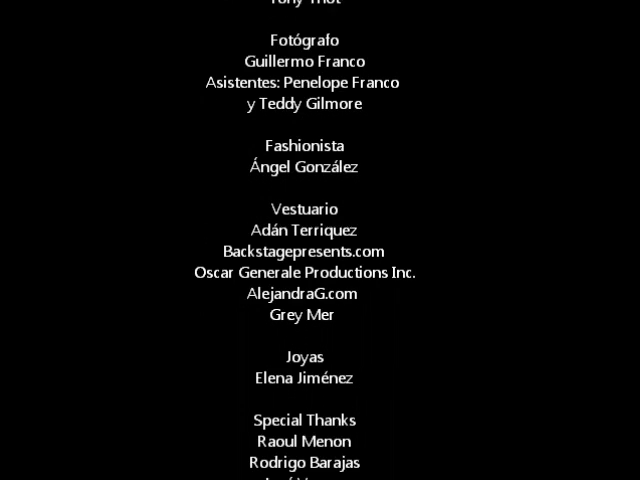 Fotógrafo
Guillermo Franco
Asistentes: Penelope Franco
y Teddy Gilmore
Fashionista
Ángel González
Vestuario
Adán Terriquez
Backstagepresents.com
Oscar Generale Productions Inc.
AlejandraG.com
Grey Mer
Joyas
Elena Jiménez
Special Thanks
Raoul Menon
Rodrigo Barajas